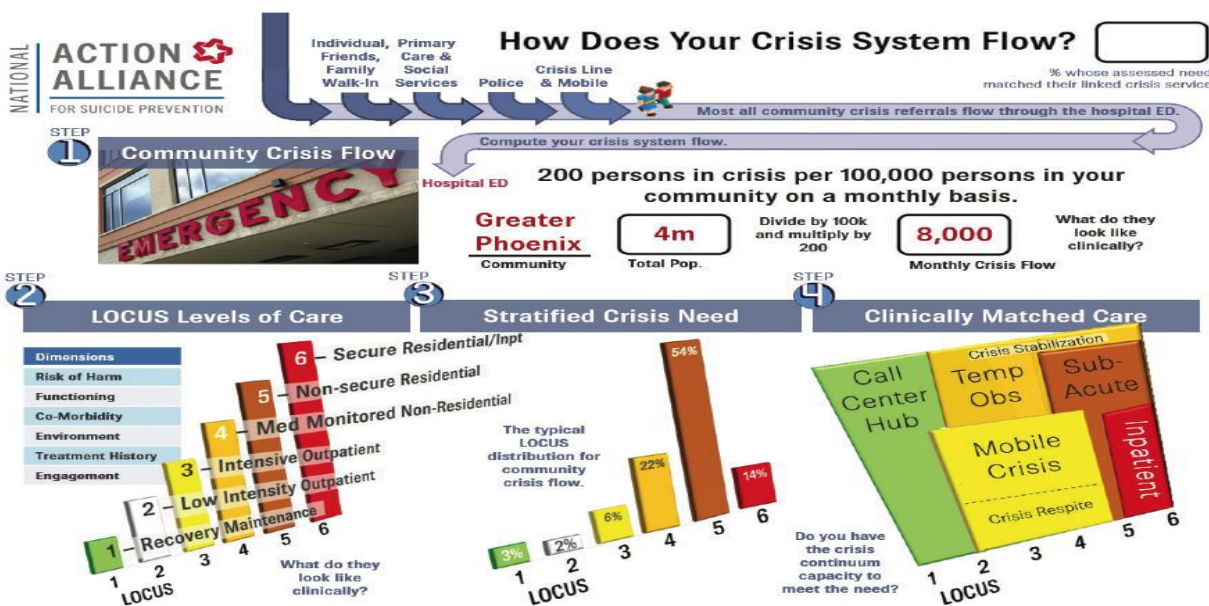 NATIONAL
ACTION
ALLIANCE
FOR SUICIDE PREVENTION
Individual,
Friends,
Family
Walk-In
Primary
Care &
Social
Services
Police
Crisis Line
& Mobile
How Does Your Crisis System Flow?
% whose assessed need
matched their linked crisis service
Most all community crisis referrals flow through the hospital ED.
Compute your crisis system flow.
Hospital ED
STEP
1
Community Crisis Flow
EMERGENCY
200 persons in crisis per 100,000 persons in your
community on a monthly basis.
Greater
Phoenix
Community
4m
Total Pop.
Divide by 100k
and multiply by
200
8,000
Monthly Crisis Flow
What do they
look like
clinically?
STEP
2
LOCUS Levels of Care
Dimensions
Risk of Harm
Functioning
Co-Morbidity
Environment
Treatment History
Engagement
6 – Secure Residential/Inpt
5 – Non-secure Residential
4 – Med Monitored Non-Residential
3 – Intensive Outpatient
2 – Low Intensity Outpatient
1 – Recovery Maintenance
1 2 3 4 5 6
LOCUS
What do they
look like
clinically?
STEP
3
Stratified Crisis Need
The typical
LOCUS
distribution for
community
crisis flow.
3%
2%
6%
22%
54%
14%
1 2 3 4 5 6
LOCUS
STEP
4
Clinically Matched Care
Call
Center
Hub
Crisis Stabilization
Temp
Obs
Sub-
Acute
Mobile
Crisis
Crisis Respite
Inpatient
1 2 3 4 5 6
LOCUS
Do you have
the crisis
continuum
capacity to
meet the need?